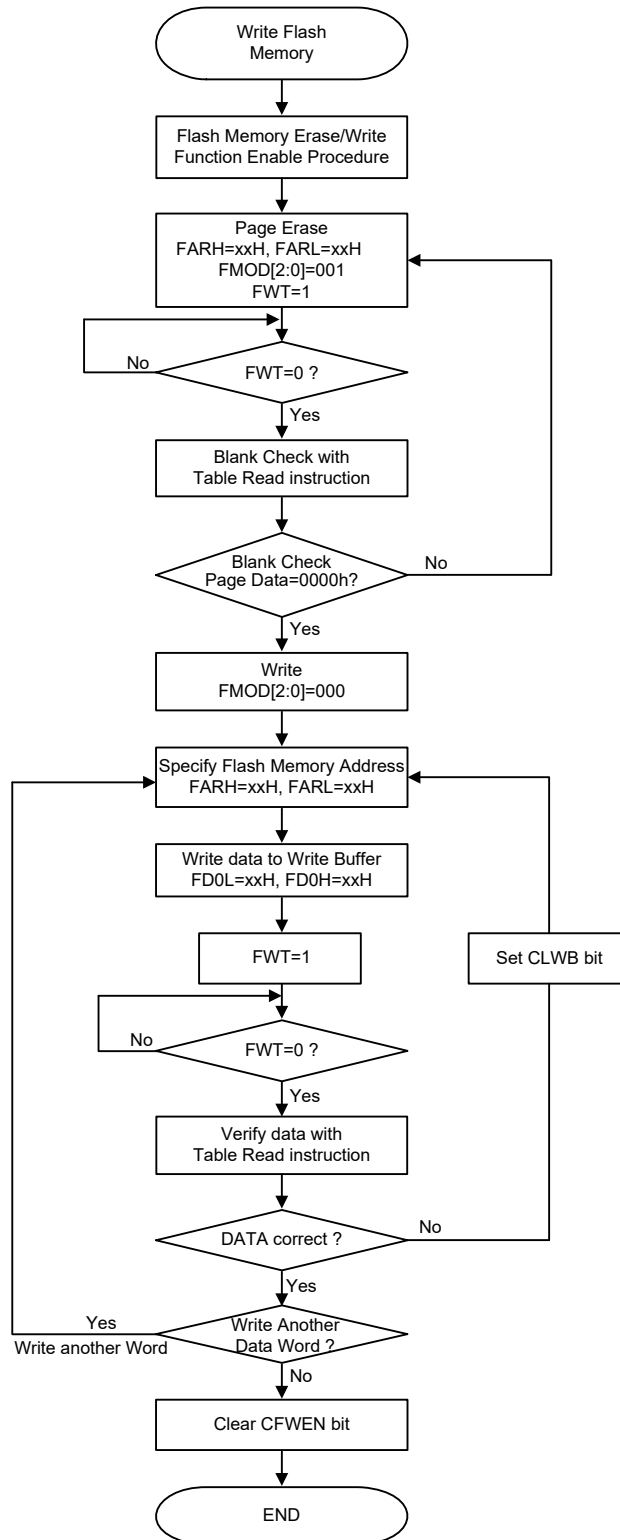 Write Flash
Memory
Flash Memory Erase/Write
Function Enable Procedure
Page Erase
FARH=xxH, FARL=xxH
FMOD[2:0]=001
FWT=1
No
FWT=0 ?
Yes
Blank Check with
Table Read instruction
Blank Check
Page Data=0000h?
No
Yes
Write
FMOD[2:0]=000
Specify Flash Memory Address
FARH=xxH, FARL=xxH
Write data to Write Buffer
FD0L=xxH, FD0H=xxH
FWT=1
Set CLWB bit
No
FWT=0 ?
Yes
Verify data with
Table Read instruction
DATA correct ?
No
Yes
Write Another
Data Word ?
Yes
Write another Word
No
Clear CFWEN bit
END